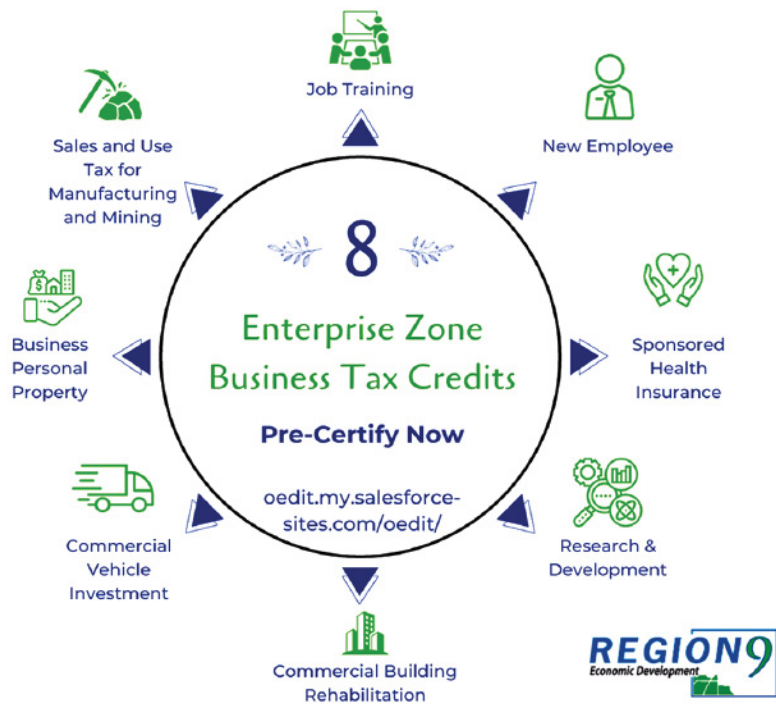 Job Training
New Employee
Sales and Use
Tax for
Manufacturing
and Mining
8
Enterprise Zone
Business Tax Credits
Pre-Certify Now
oedit.my.salesforce-
sites.com/oedit/
Business
Personal
Property
Sponsored
Health
Insurance
Commercial
Vehicle
Investment
Research &
Development
Commercial Building
Rehabilitation
REGION 9
Economic Development